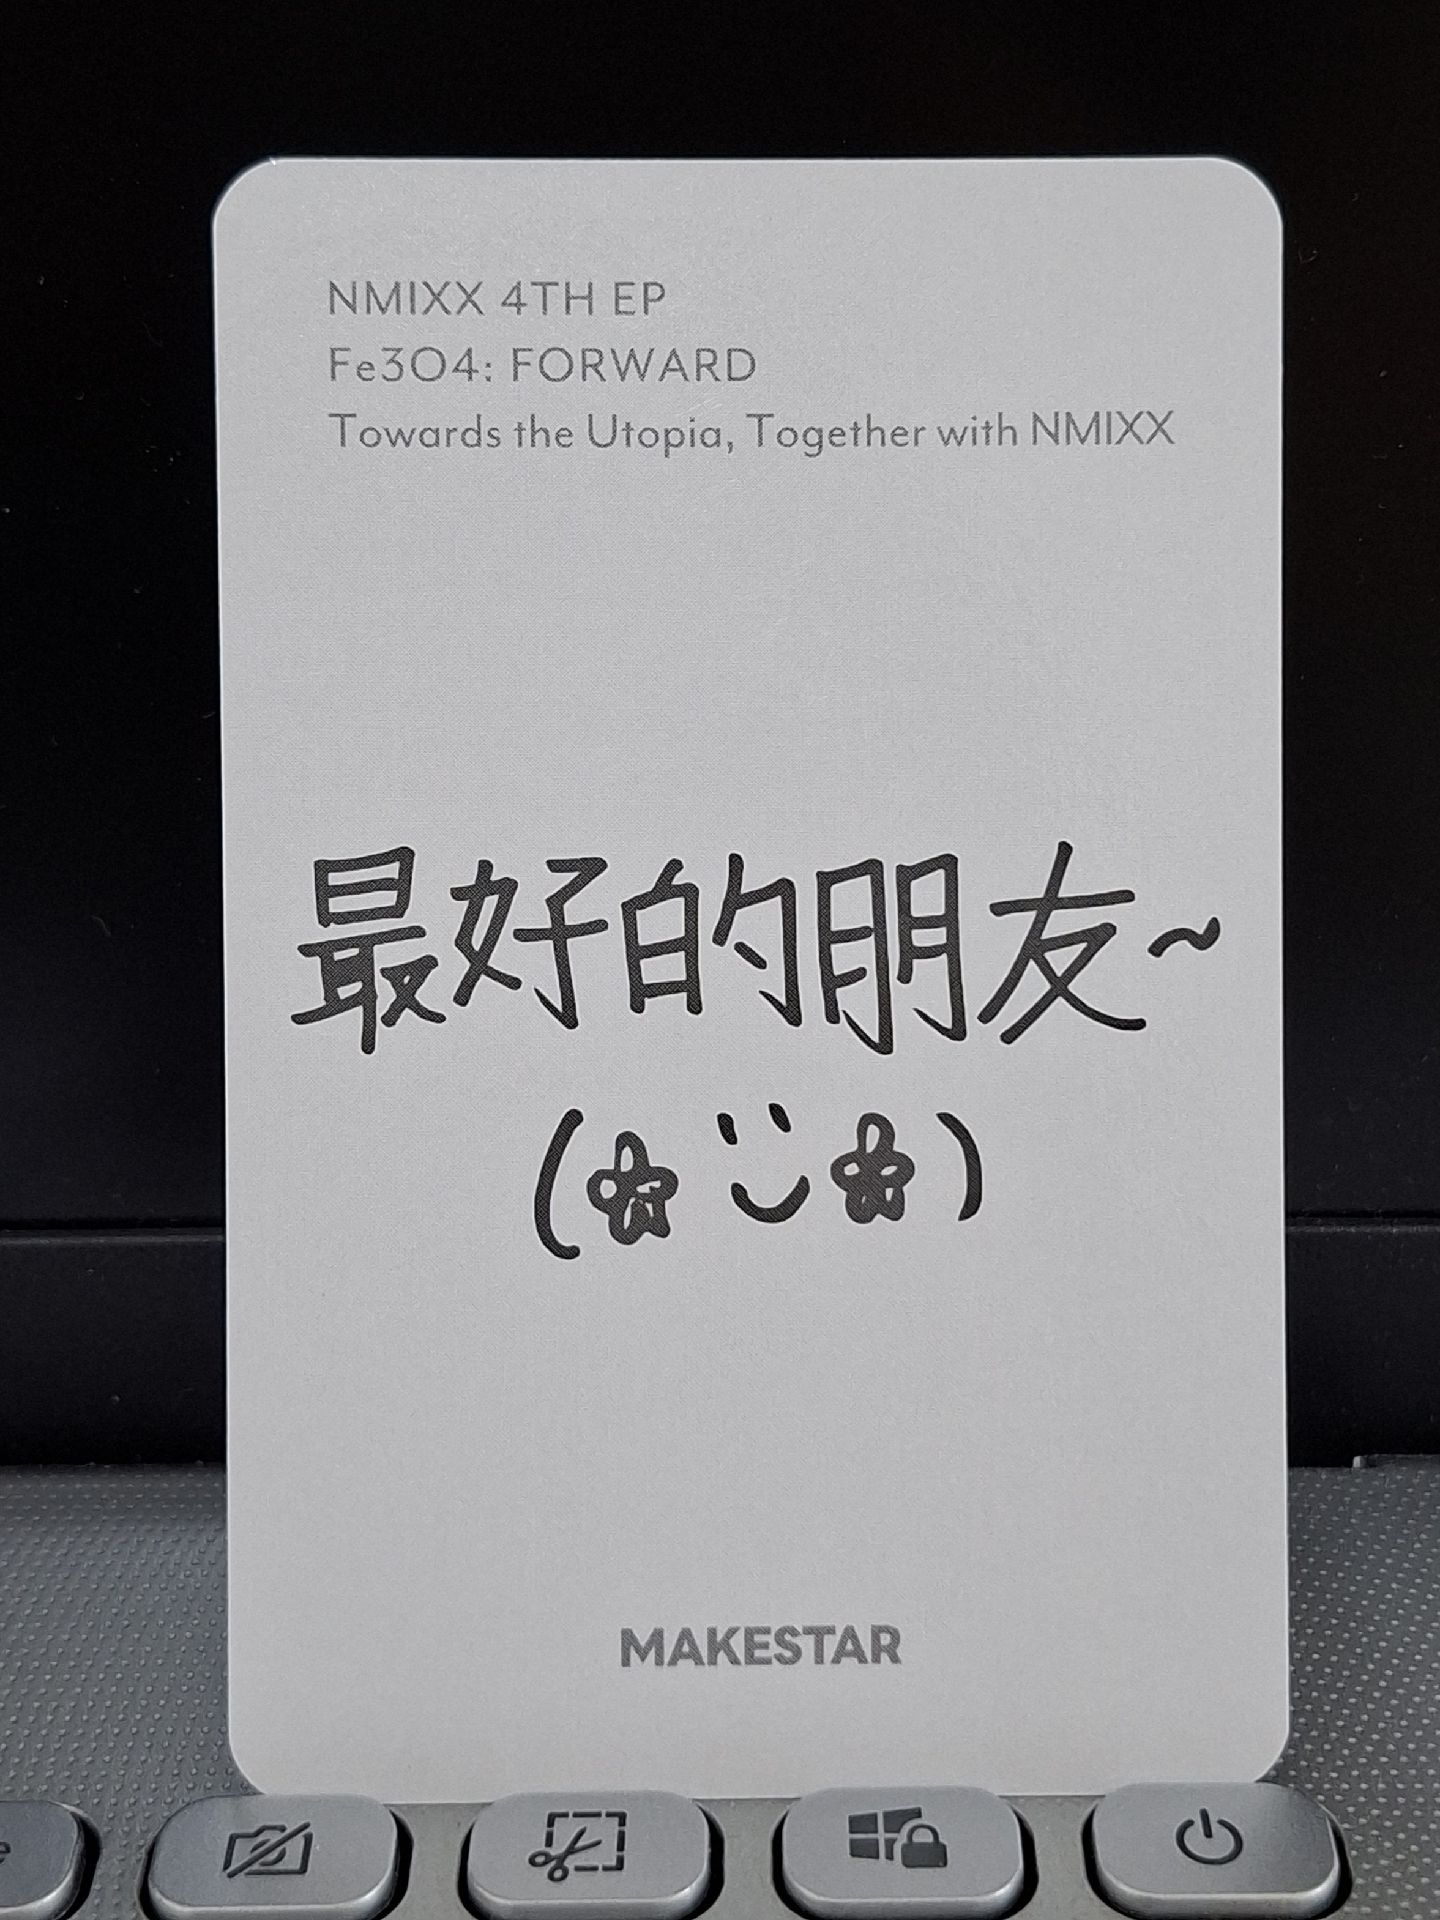 NMIXX 4TH EP
Fe3O4: FORWARD
Towards the Utopia, Together with NMIXX
最好的朋友~
MAKESTAR
e